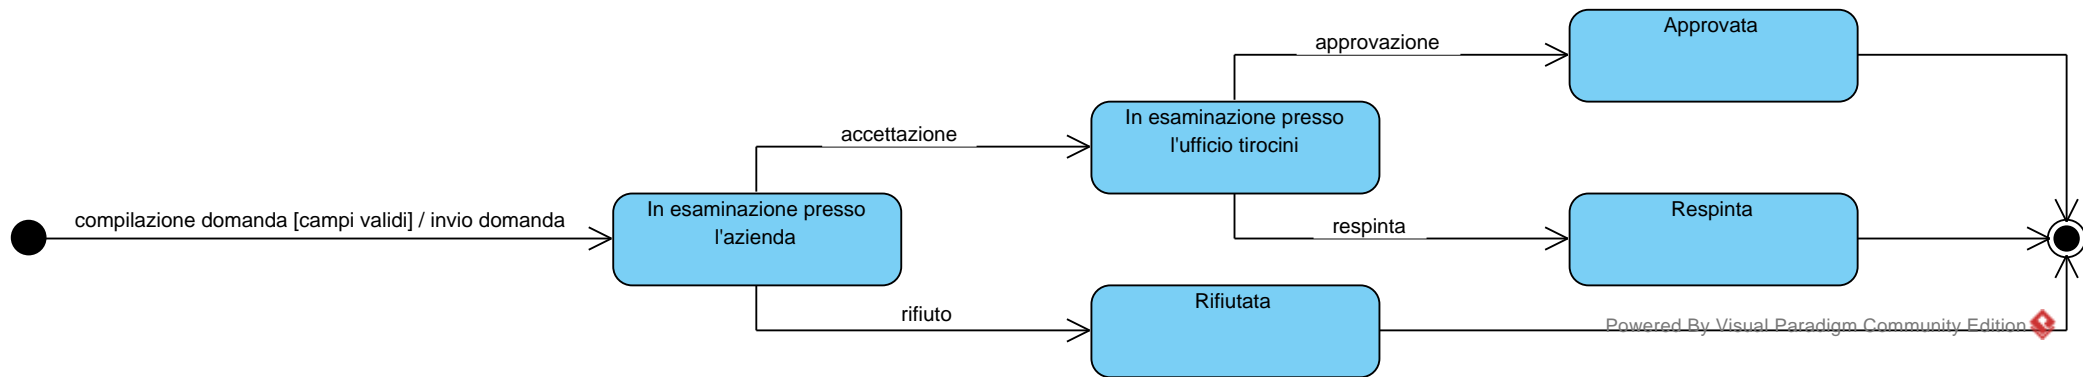 Approvata
approvazione
In esaminazione presso
l'ufficio tirocini
accettazione
compilazione domanda [campi validi] / invio domanda
In esaminazione presso
l'azienda
respinta
Respinta
rifiuto
Rifiutata
Powered By Visual Paradigm Community Edition